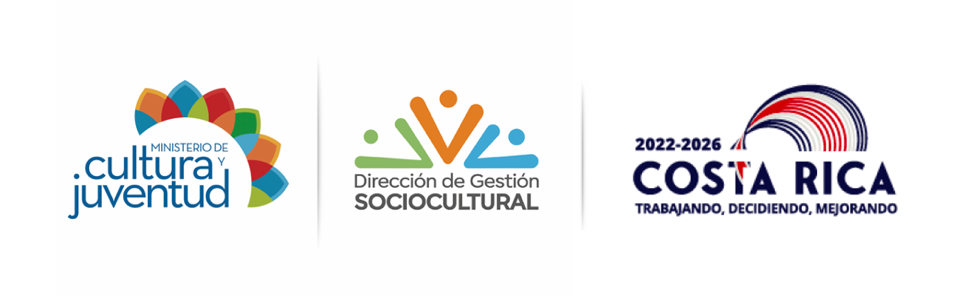 MINISTERIO DE
cultura y
juventud
Dirección de Gestión
SOCIOCULTURAL
2022-2026
COSTA RICA
TRABAJANDO, DECIDIENDO, MEJORANDO